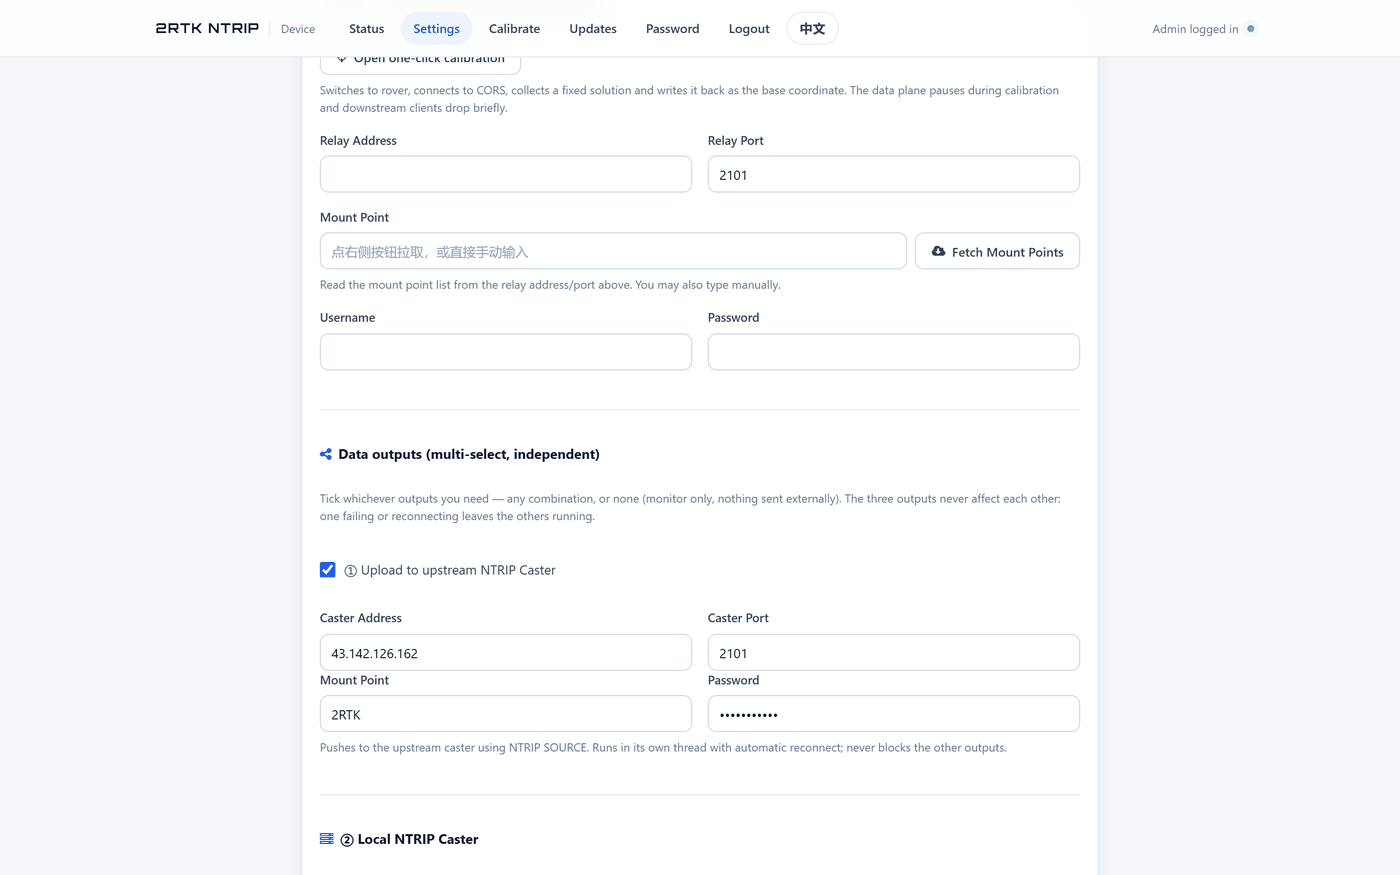 2RTK NTRIP Device Status Settings Calibrate Updates Password Logout 中文 Admin logged in
Open one-click calibration
Switches to rover, connects to CORS, collects a fixed solution and writes it back as the base coordinate. The data plane pauses during calibration
and downstream clients drop briefly.
Relay Address Relay Port
2101
Mount Point
点右侧按钮拉取，或直接手动输入 Fetch Mount Points
Read the mount point list from the relay address/port above. You may also type manually.
Username Password
Data outputs (multi-select, independent)
Tick whichever outputs you need — any combination, or none (monitor only, nothing sent externally). The three outputs never affect each other:
one failing or reconnecting leaves the others running.
① Upload to upstream NTRIP Caster
Caster Address Caster Port
43.142.126.162 2101
Mount Point Password
2RTK •••••••••••
Pushes to the upstream caster using NTRIP SOURCE. Runs in its own thread with automatic reconnect; never blocks the other outputs.
② Local NTRIP Caster